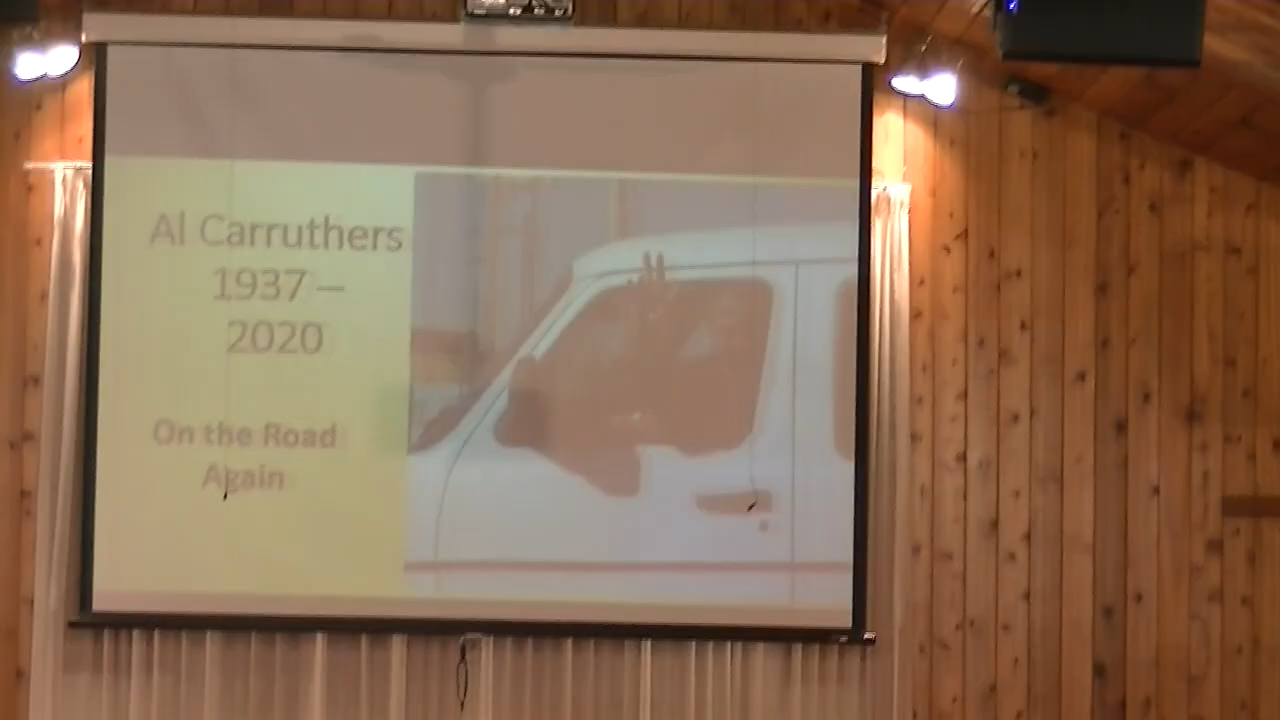 Al Carruthers
1937 –
2020
On the Road
Again